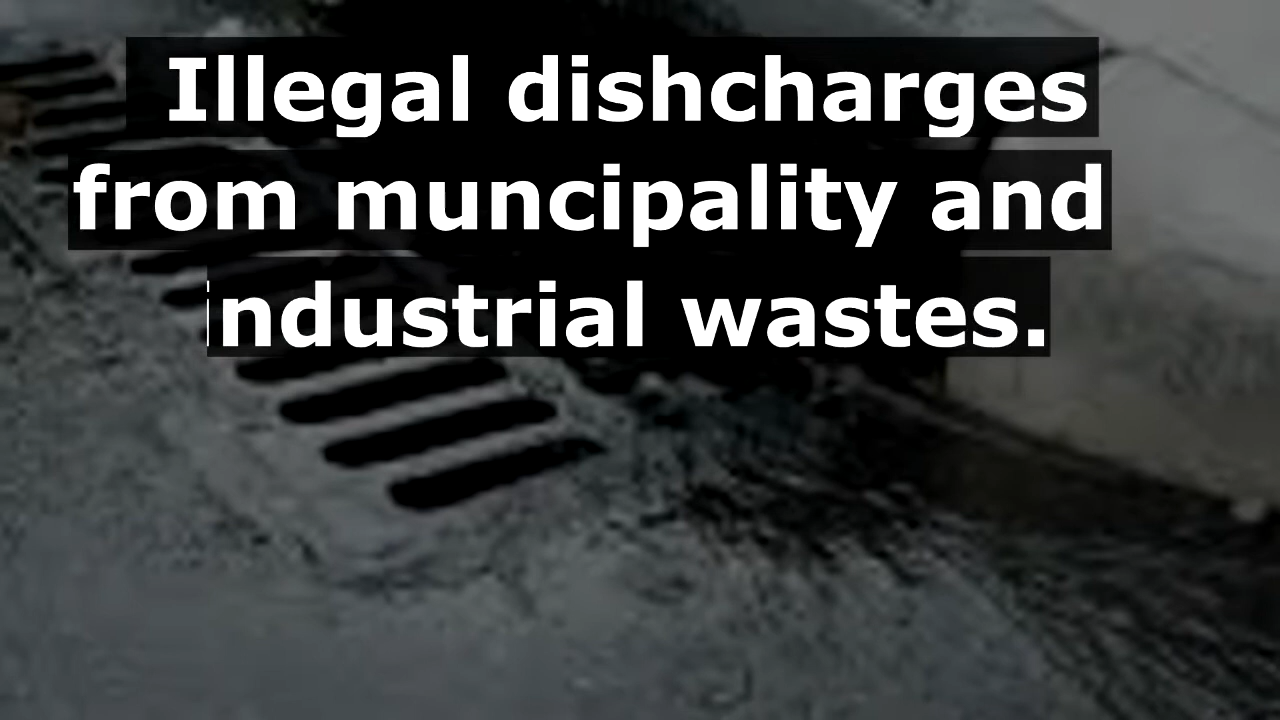 Illegal dishcharges
from muncipality and
industrial wastes.